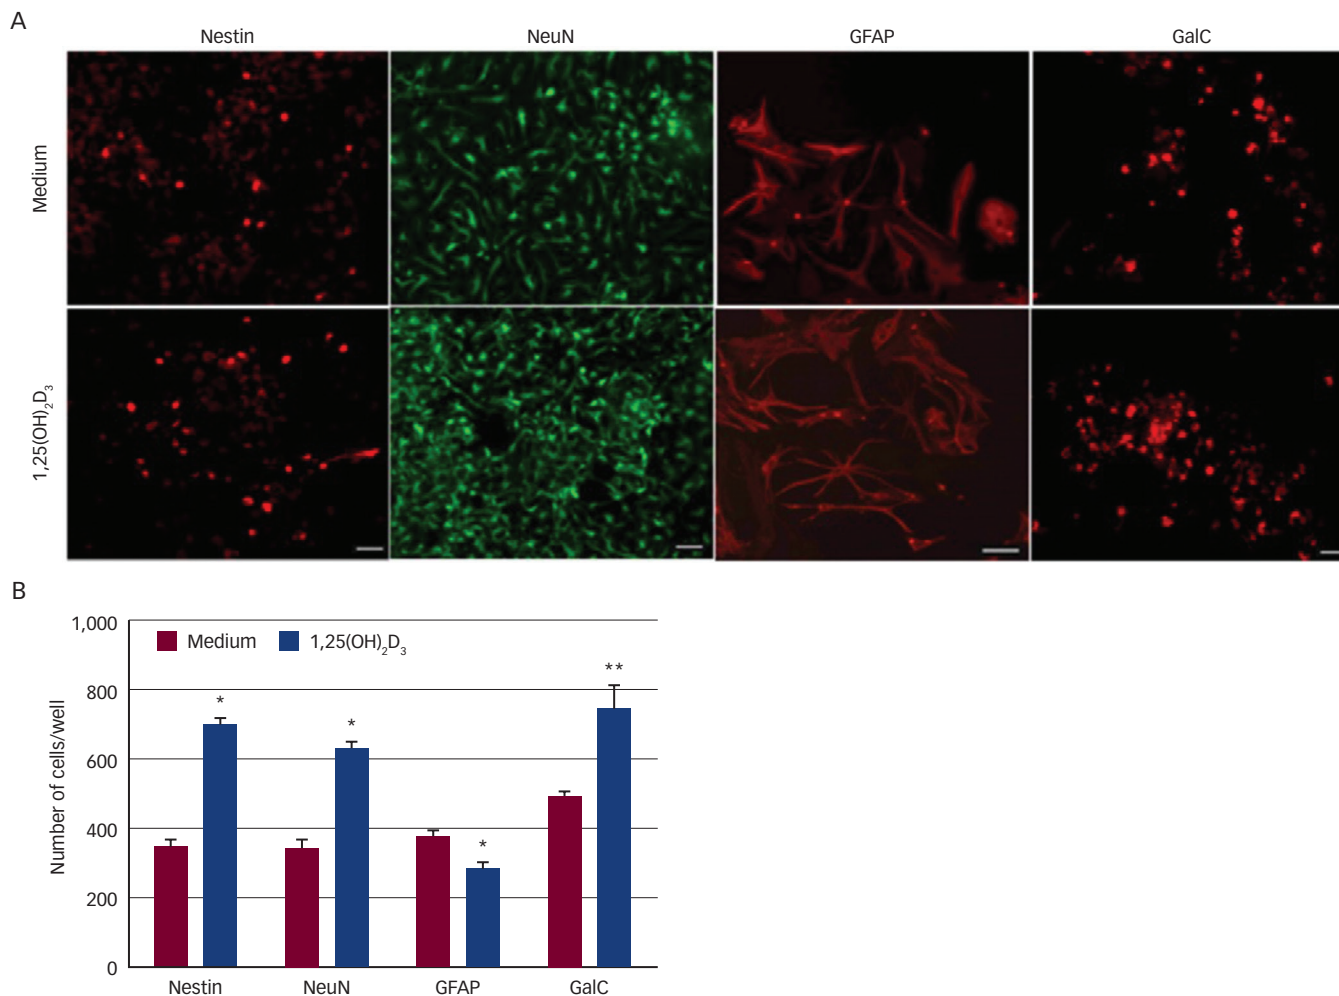 A
Nestin NeuN GFAP GalC
Medium
1,25(OH)₂D₃
B
1,000
800
600
400
200
0
Number of cells/well
Medium 1,25(OH)₂D₃
*
*
*
**
Nestin NeuN GFAP GalC